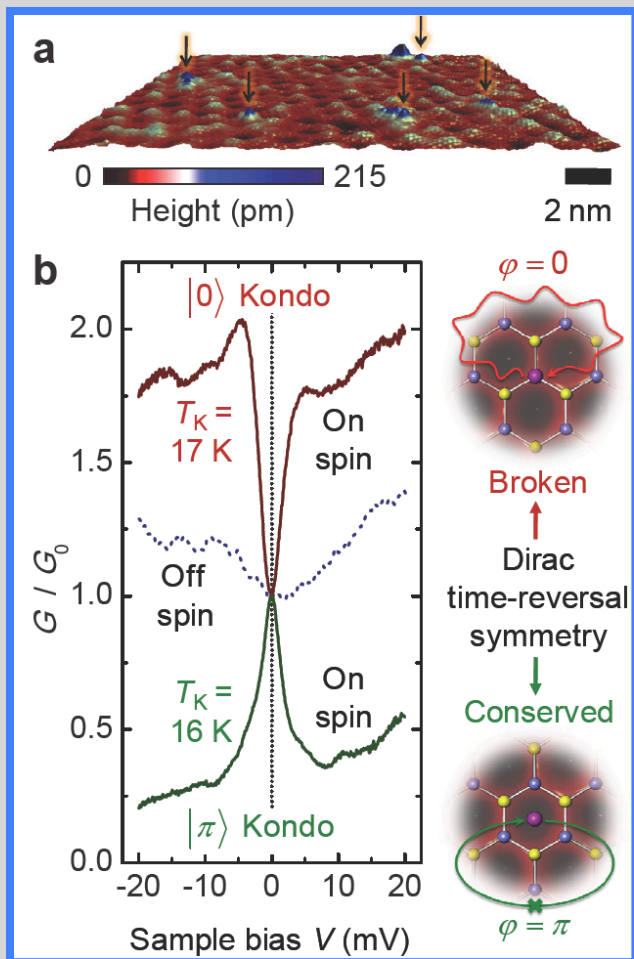 a
0
215
Height (pm)
2 nm
b
|0⟩ Kondo
φ = 0
2.0
T_K =
17 K
On
spin
1.5
Broken
Dirac
time-reversal
symmetry
G / G₀
1.0
Off
spin
T_K =
16 K
On
spin
Conserved
0.5
|π⟩ Kondo
0.0
-20 -10 0 10 20
Sample bias V (mV)
φ = π